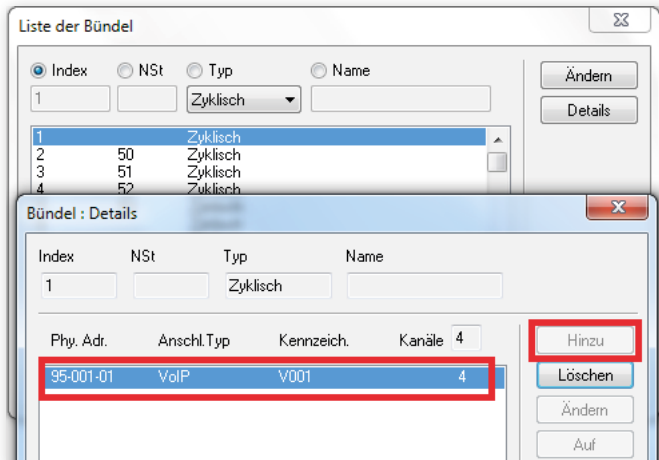 Liste der Bündel
Index NSt Typ Name
1 Zyklisch
Ändern
Details
1 Zyklisch
2 50 Zyklisch
3 51 Zyklisch
4 52 Zyklisch
Bündel : Details
Index NSt Typ Name
1 Zyklisch
Phy. Adr. Anschl.Typ Kennzeich. Kanäle 4
Hinzu
95-001-01 VoIP V001 4
Löschen
Ändern
Auf